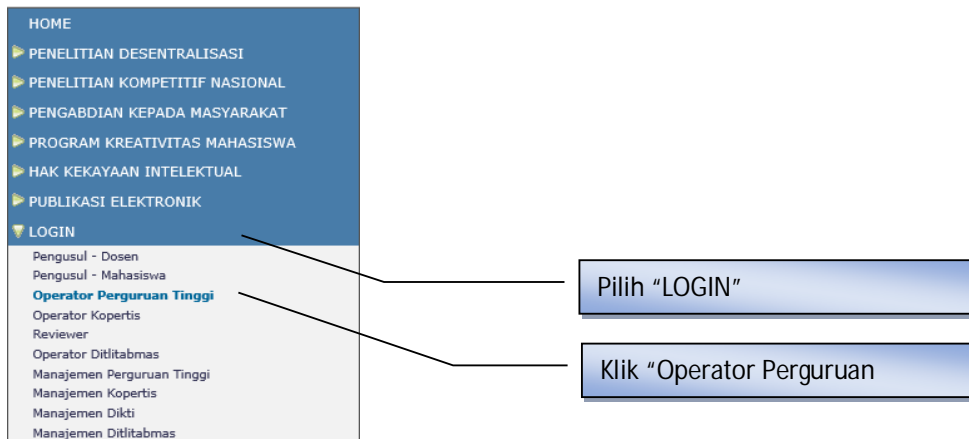 HOME
PENELITIAN DESENTRALISASI
PENELITIAN KOMPETITIF NASIONAL
PENGABDIAN KEPADA MASYARAKAT
PROGRAM KREATIVITAS MAHASISWA
HAK KEKAYAAN INTELEKTUAL
PUBLIKASI ELEKTRONIK
LOGIN
Pengusul - Dosen
Pengusul - Mahasiswa
Operator Perguruan Tinggi
Operator Kopertis
Reviewer
Operator Ditlitabmas
Manajemen Perguruan Tinggi
Manajemen Kopertis
Manajemen Dikti
Manajemen Ditlitabmas
Pilih “LOGIN”
Klik “Operator Perguruan